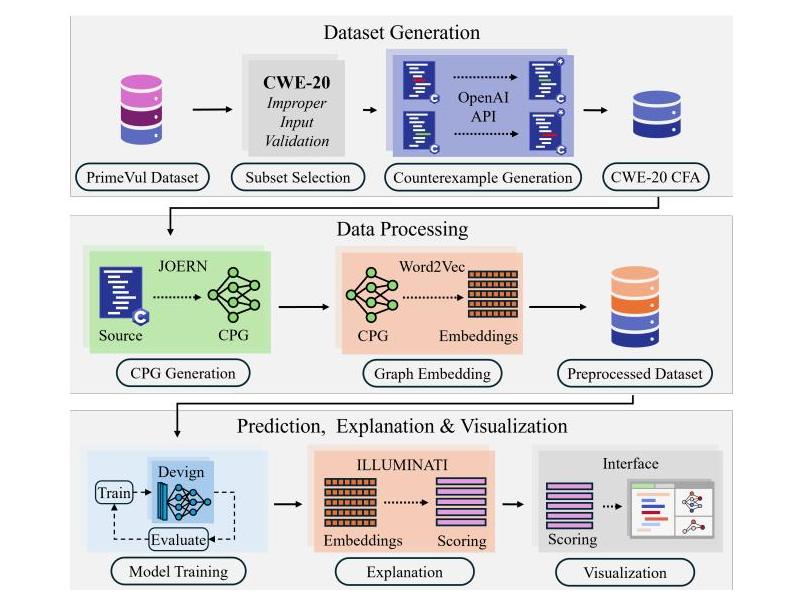 Dataset Generation
CWE-20
Improper
Input
Validation
OpenAI
API
C
C
C
C
PrimeVul Dataset
Subset Selection
Counterexample Generation
CWE-20 CFA
Data Processing
JOERN
C
Source
CPG
Word2Vec
CPG
Embeddings
CPG Generation
Graph Embedding
Preprocessed Dataset
Prediction, Explanation & Visualization
Devign
Train
Evaluate
ILLUMINATI
Embeddings
Scoring
Interface
Scoring
Model Training
Explanation
Visualization